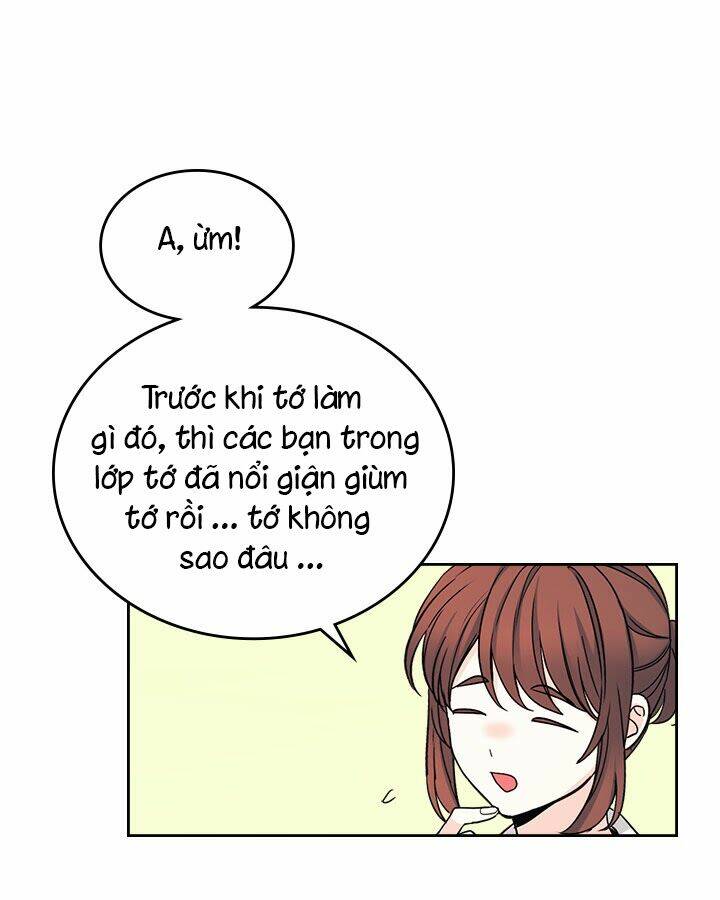 A, ừm!
Trước khi tớ làm
gì đó, thì các bạn trong
lớp tớ đã nổi giận giùm
tớ rồi ... tớ không
sao đâu ...